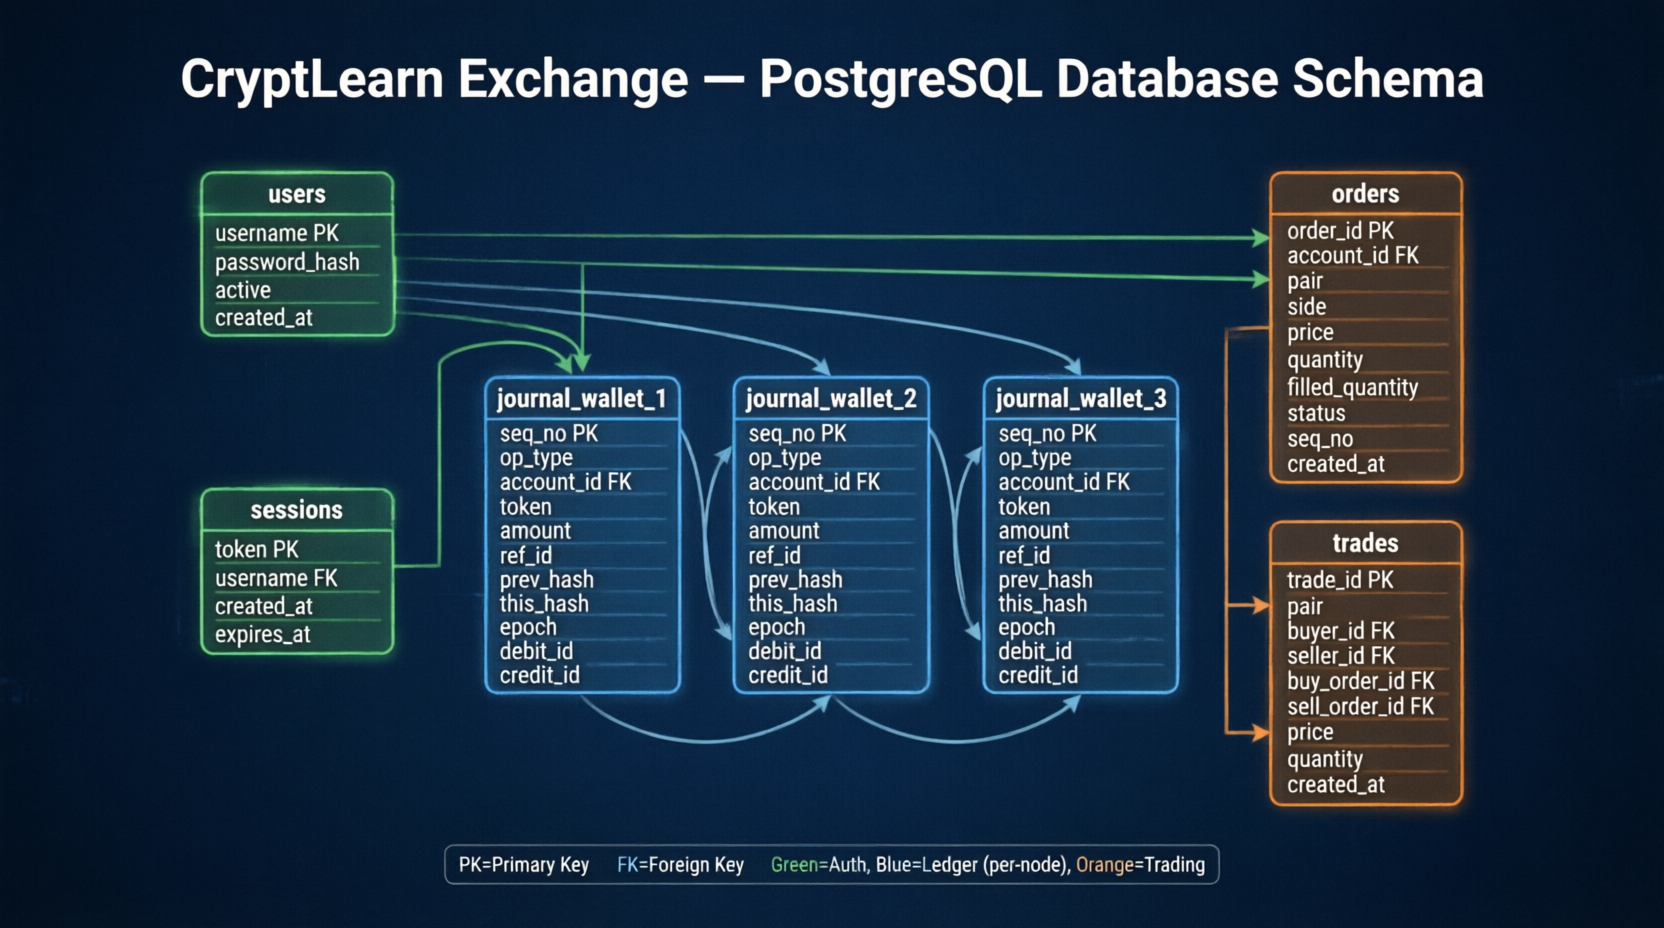 CryptLearn Exchange — PostgreSQL Database Schema
users
username PK
password_hash
active
created_at
sessions
token PK
username FK
created_at
expires_at
journal_wallet_1
seq_no PK
op_type
account_id FK
token
amount
ref_id
prev_hash
this_hash
epoch
debit_id
credit_id
journal_wallet_2
seq_no PK
op_type
account_id FK
token
amount
ref_id
prev_hash
this_hash
epoch
debit_id
credit_id
journal_wallet_3
seq_no PK
op_type
account_id FK
token
amount
ref_id
prev_hash
this_hash
epoch
debit_id
credit_id
orders
order_id PK
account_id FK
pair
side
price
quantity
filled_quantity
status
seq_no
created_at
trades
trade_id PK
pair
buyer_id FK
seller_id FK
buy_order_id FK
sell_order_id FK
price
quantity
created_at
PK=Primary Key FK=Foreign Key Green=Auth, Blue=Ledger (per-node), Orange=Trading